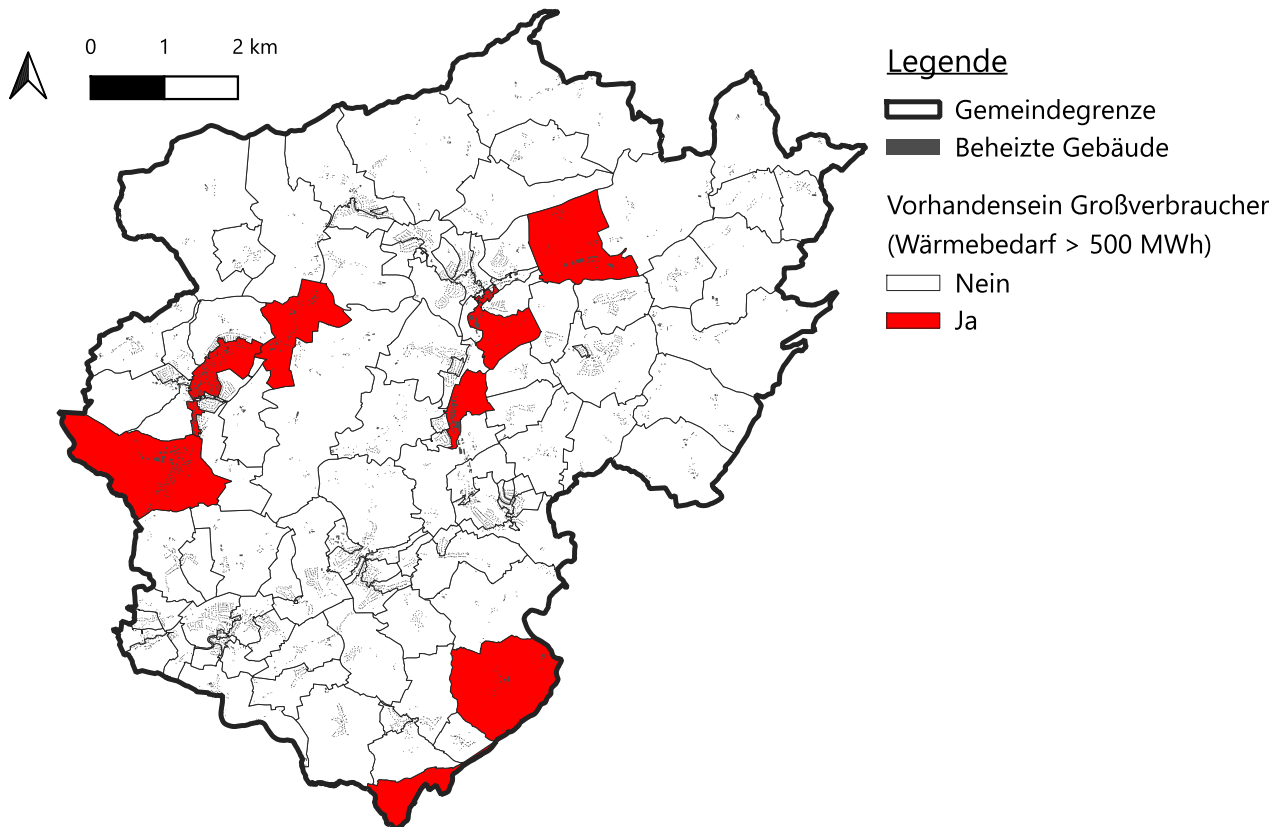 0 1 2 km
Legende
Gemeindegrenze
Beheizte Gebäude
Vorhandensein Großverbraucher
(Wärmebedarf > 500 MWh)
Nein
Ja